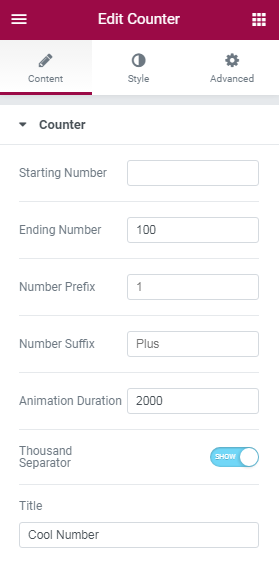 Edit Counter
Content Style Advanced
Counter
Starting Number
Ending Number 100
Number Prefix 1
Number Suffix Plus
Animation Duration 2000
Thousand
Separator SHOW
Title
Cool Number